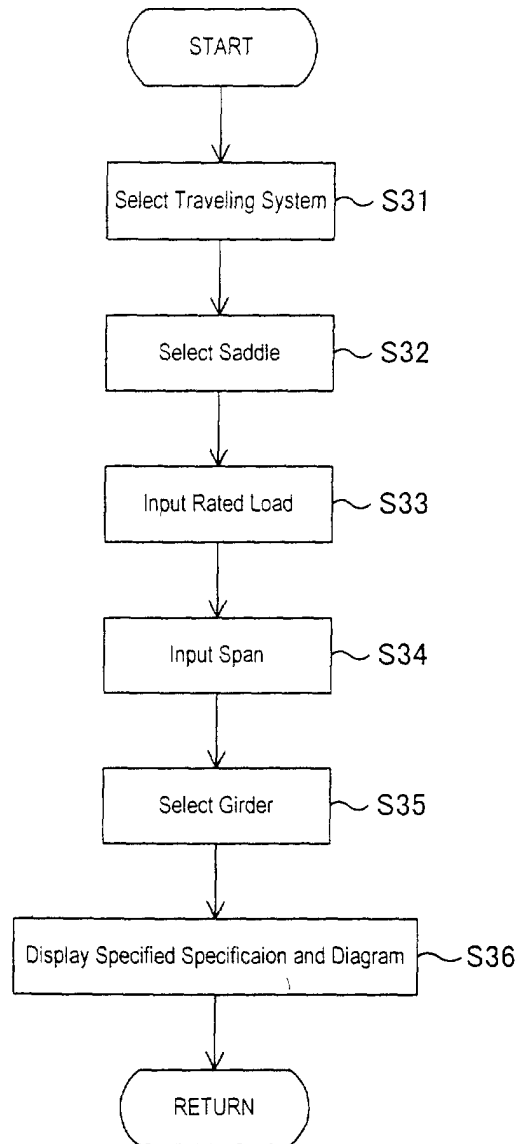 START
Select Traveling System
S31
Select Saddle
S32
Input Rated Load
S33
Input Span
S34
Select Girder
S35
Display Specified Specificaion and Diagram
S36
RETURN